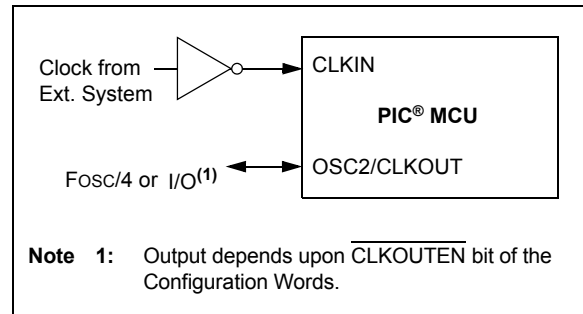 Clock from
Ext. System
CLKIN
PIC® MCU
FOSC/4 or I/O(1)
OSC2/CLKOUT
Note 1: Output depends upon CLKOUTEN bit of the
Configuration Words.